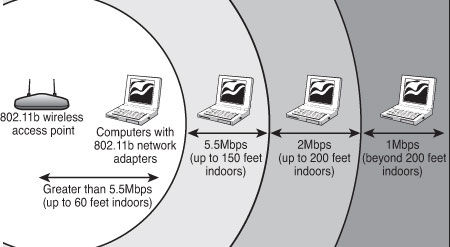 802.11b wireless
access point
Computers with
802.11b network
adapters
Greater than 5.5Mbps
(up to 60 feet indoors)
5.5Mbps
(up to 150 feet
indoors)
2Mbps
(up to 200 feet
indoors)
1Mbps
(beyond 200 feet
indoors)